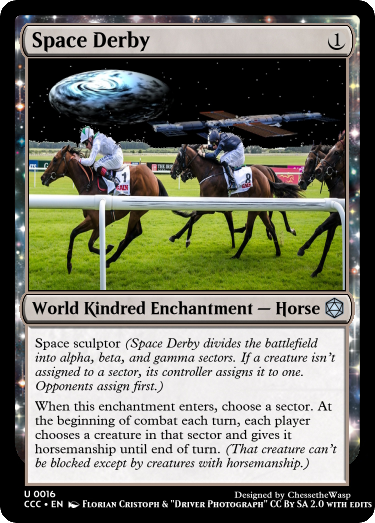 Space Derby
1
1
8
World Kindred Enchantment — Horse
Space sculptor (Space Derby divides the battlefield
into alpha, beta, and gamma sectors. If a creature isn't
assigned to a sector, its controller assigns it to one.
Opponents assign first.)
When this enchantment enters, choose a sector. At
the beginning of combat each turn, each player
chooses a creature in that sector and gives it
horsemanship until end of turn. (That creature can't
be blocked except by creatures with horsemanship.)
U 0016
Designed by ChessetheWasp
CCC • EN Florian Cristoph & "Driver Photograph" CC By SA 2.0 with edits